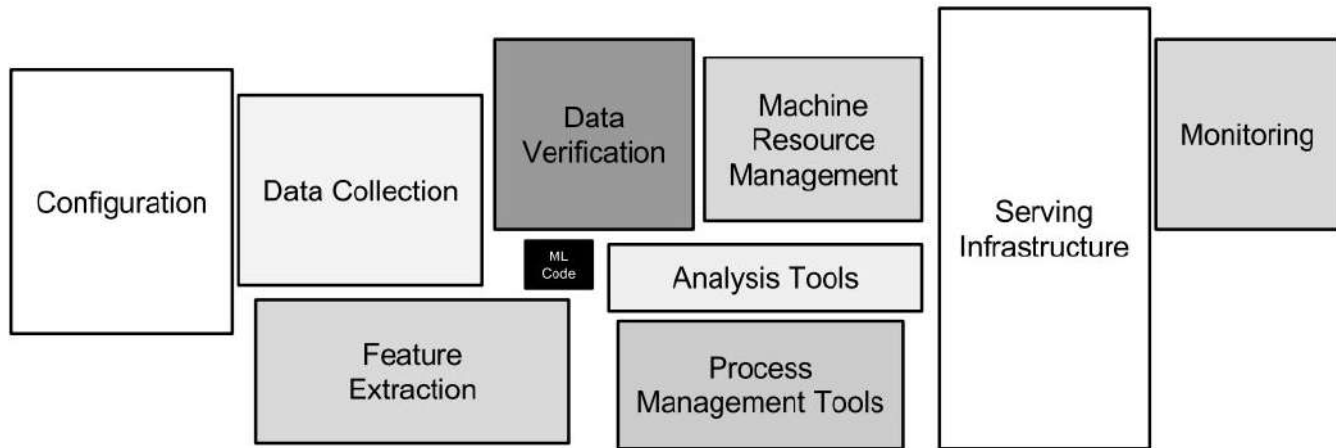 Configuration
Data Collection
Feature
Extraction
Data
Verification
ML
Code
Machine
Resource
Management
Analysis Tools
Process
Management Tools
Serving
Infrastructure
Monitoring